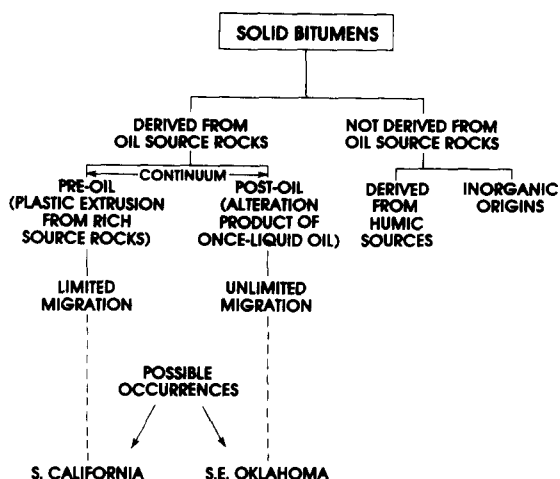 SOLID BITUMENS
DERIVED FROM
OIL SOURCE ROCKS
NOT DERIVED FROM
OIL SOURCE ROCKS
CONTINUUM
PRE-OIL
(PLASTIC EXTRUSION
FROM RICH
SOURCE ROCKS)
POST-OIL
(ALTERATION
PRODUCT OF
ONCE-LIQUID OIL)
DERIVED
FROM
HUMIC
SOURCES
INORGANIC
ORIGINS
LIMITED
MIGRATION
UNLIMITED
MIGRATION
POSSIBLE
OCCURRENCES
S. CALIFORNIA
S.E. OKLAHOMA